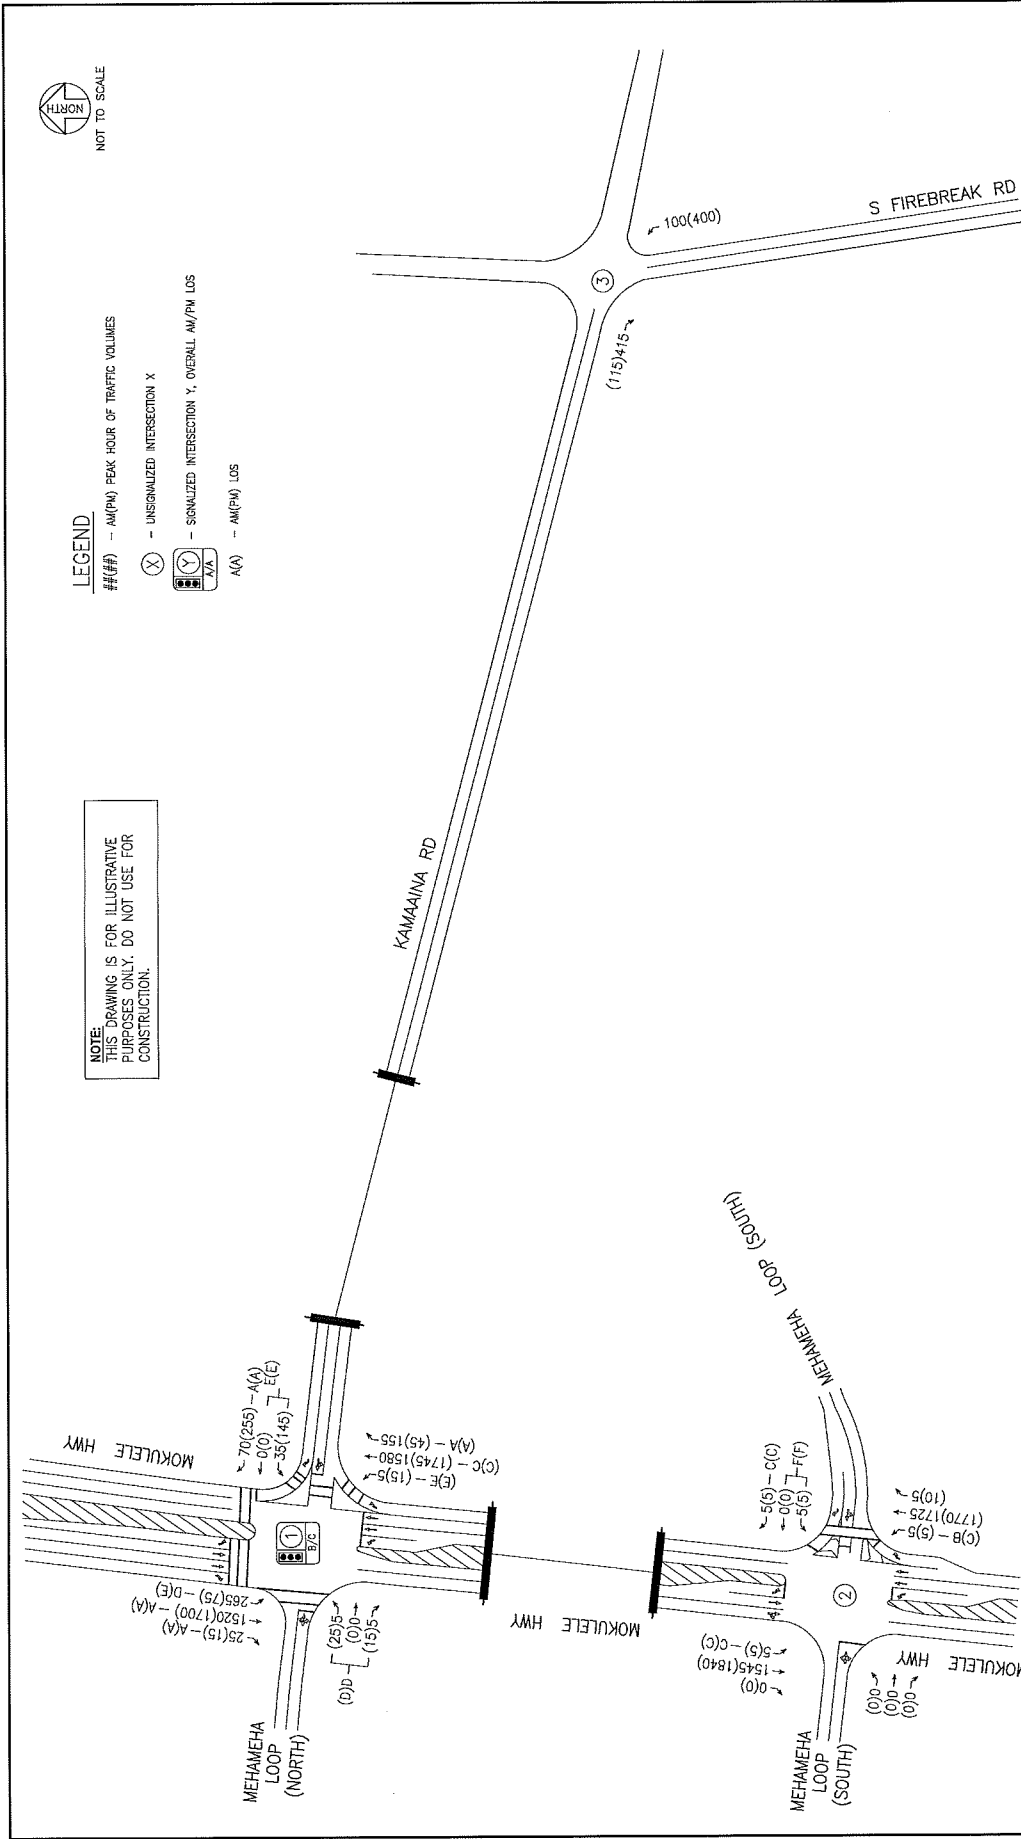 NORTH
NOT TO SCALE
LEGEND
##(##) – AM(PM) PEAK HOUR OF TRAFFIC VOLUMES
X – UNSIGNALIZED INTERSECTION X
Y A/A – SIGNALIZED INTERSECTION Y, OVERALL AM/PM LOS
A(A) – AM(PM) LOS
NOTE:
THIS DRAWING IS FOR ILLUSTRATIVE
PURPOSES ONLY. DO NOT USE FOR
CONSTRUCTION.
MOKULELE HWY
25(15) – A(A)
1520(1700) – A(A)
265(75) – D(E)
70(255) – A(A)
0(0)
35(145)
E(E)
1
B/C
(D)D
(25)5
(0)0
(15)5
(E)E – (15)5
(C)C – (1745)1580
(A)A – (45)155
MEHAMEHA
LOOP
(NORTH)
KAMAAINA RD
3
(115)415
100(400)
S FIREBREAK RD
MOKULELE HWY
0(0)
1545(1840)
5(5) – C(C)
5(5) – C(C)
0(0)
5(5)
F(F)
MEHAMEHA LOOP (SOUTH)
2
(0)0
(0)0
(0)0
(C)B – (5)5
(1770)1725
(10)5
MEHAMEHA
LOOP
(SOUTH)
MOKULELE HWY